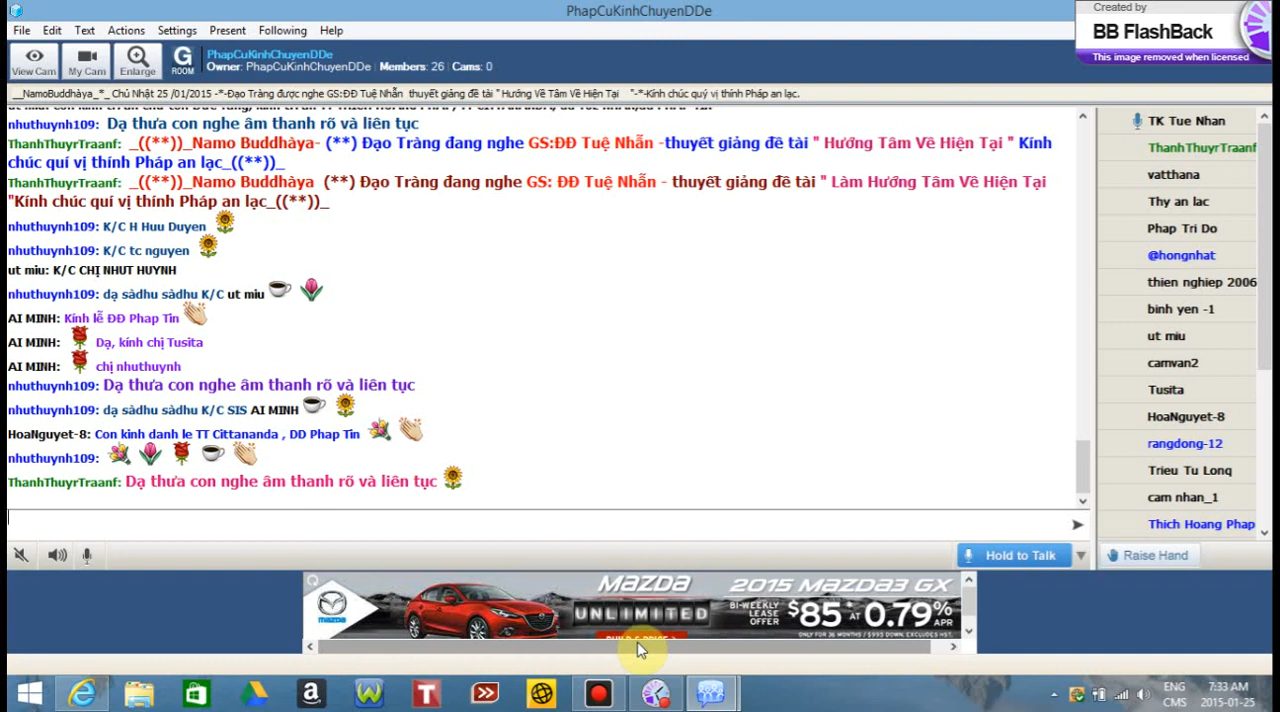 PhapCuKinhChuyenDDe
Created by
BB FlashBack
This image removed when licensed
File Edit Text Actions Settings Present Following Help
View Cam My Cam Enlarge G ROOM
PhapCuKinhChuyenDDe
Owner: PhapCuKinhChuyenDDe Members: 26 Cams: 0
__NamoBuddhàya_*_ Chủ Nhật 25 /01/2015 -*-Đạo Tràng được nghe GS:ĐĐ Tuệ Nhẫn thuyết giảng đề tài " Hướng Tâm Về Hiện Tại "-*-Kính chúc quý vị thính Pháp an lạc.
nhuthuynh109: Dạ thưa con nghe âm thanh rõ và liên tục
ThanhThuyrTraanf: _((**))_Namo Buddhàya- (**) Đạo Tràng đang nghe GS:ĐĐ Tuệ Nhẫn -thuyết giảng đề tài " Hướng Tâm Về Hiện Tại " Kính
chúc quí vị thính Pháp an lạc_((**))_
ThanhThuyrTraanf: _((**))_Namo Buddhàya (**) Đạo Tràng đang nghe GS: ĐĐ Tuệ Nhẫn - thuyết giảng đề tài " Làm Hướng Tâm Về Hiện Tại
"Kính chúc quí vị thính Pháp an lạc_((**))_
nhuthuynh109: K/C H Huu Duyen
nhuthuynh109: K/C tc nguyen
ut miu: K/C CHỊ NHUT HUYNH
nhuthuynh109: dạ sàdhu sàdhu K/C ut miu
AI MINH: Kính lễ ĐĐ Phap Tin
AI MINH: Dạ, kính chị Tusita
AI MINH: chị nhuthuynh
nhuthuynh109: Dạ thưa con nghe âm thanh rõ và liên tục
nhuthuynh109: dạ sàdhu sàdhu K/C SIS AI MINH
HoaNguyet-8: Con kinh danh le TT Cittananda , DD Phap Tin
nhuthuynh109:
ThanhThuyrTraanf: Dạ thưa con nghe âm thanh rõ và liên tục
TK Tue Nhan
ThanhThuyrTraanf
vatthana
Thy an lac
Phap Tri Do
@hongnhat
thien nghiep 2006
binh yen -1
ut miu
camvan2
Tusita
HoaNguyet-8
rangdong-12
Trieu Tu Long
cam nhan_1
Thich Hoang Phap
Hold to Talk
Raise Hand
mazda
mazda UNLIMITED
2015 mazda3 GX
BI-WEEKLY LEASE OFFER $85 AT 0.79% APR
ONLY FOR 36 MONTHS / $995 DOWN. EXCLUDES HST.
BUILD & PRICE
ENG 7:33 AM
CMS 2015-01-25